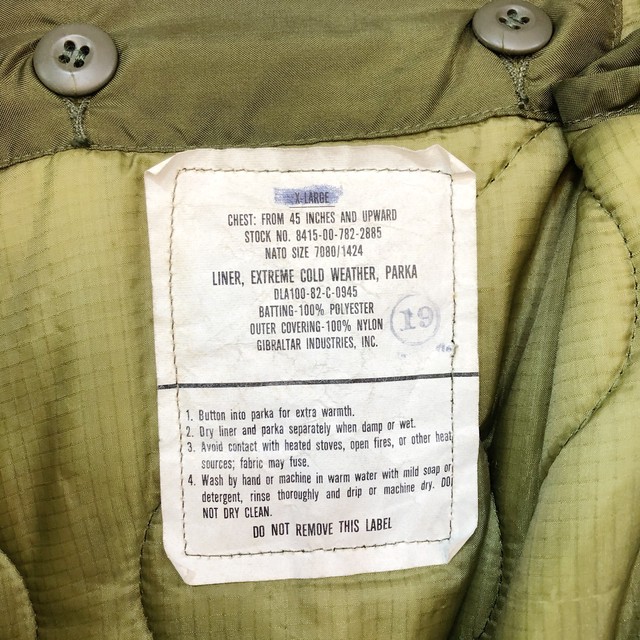 X-LARGE
CHEST: FROM 45 INCHES AND UPWARD
STOCK NO. 8415-00-782-2885
NATO SIZE 7080/1424
LINER, EXTREME COLD WEATHER, PARKA
DLA100-82-C-0945
BATTING-100% POLYESTER
OUTER COVERING-100% NYLON
GIBRALTAR INDUSTRIES, INC.
19
1. Button into parka for extra warmth.
2. Dry liner and parka separately when damp or wet.
3. Avoid contact with heated stoves, open fires, or other heat
sources; fabric may fuse.
4. Wash by hand or machine in warm water with mild soap or
detergent, rinse thoroughly and drip or machine dry. DO
NOT DRY CLEAN.
DO NOT REMOVE THIS LABEL